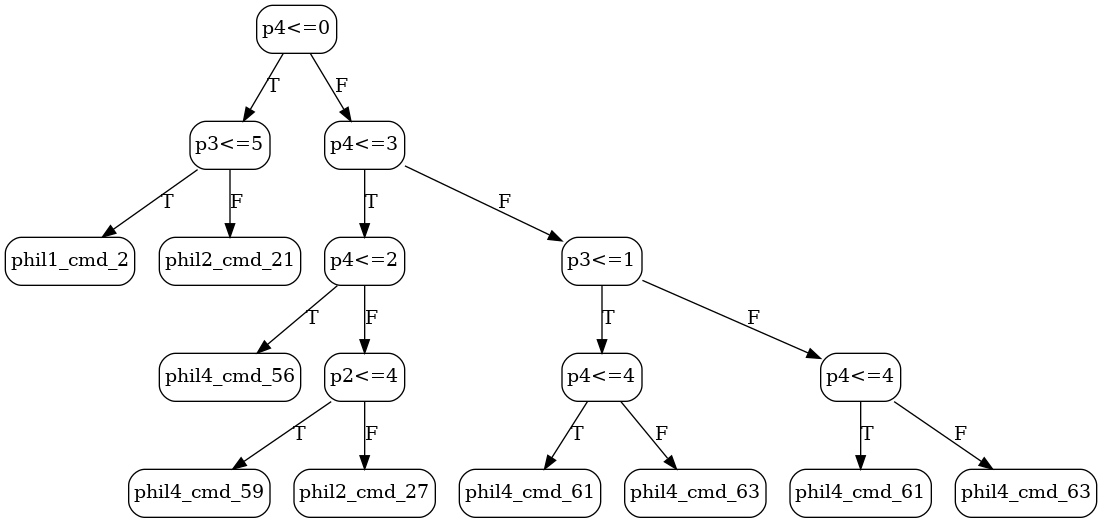 p4<=0
T
F
p3<=5
p4<=3
T
F
T
F
phil1_cmd_2
phil2_cmd_21
p4<=2
p3<=1
T
F
T
F
phil4_cmd_56
p2<=4
p4<=4
p4<=4
T
F
T
F
T
F
phil4_cmd_59
phil2_cmd_27
phil4_cmd_61
phil4_cmd_63
phil4_cmd_61
phil4_cmd_63